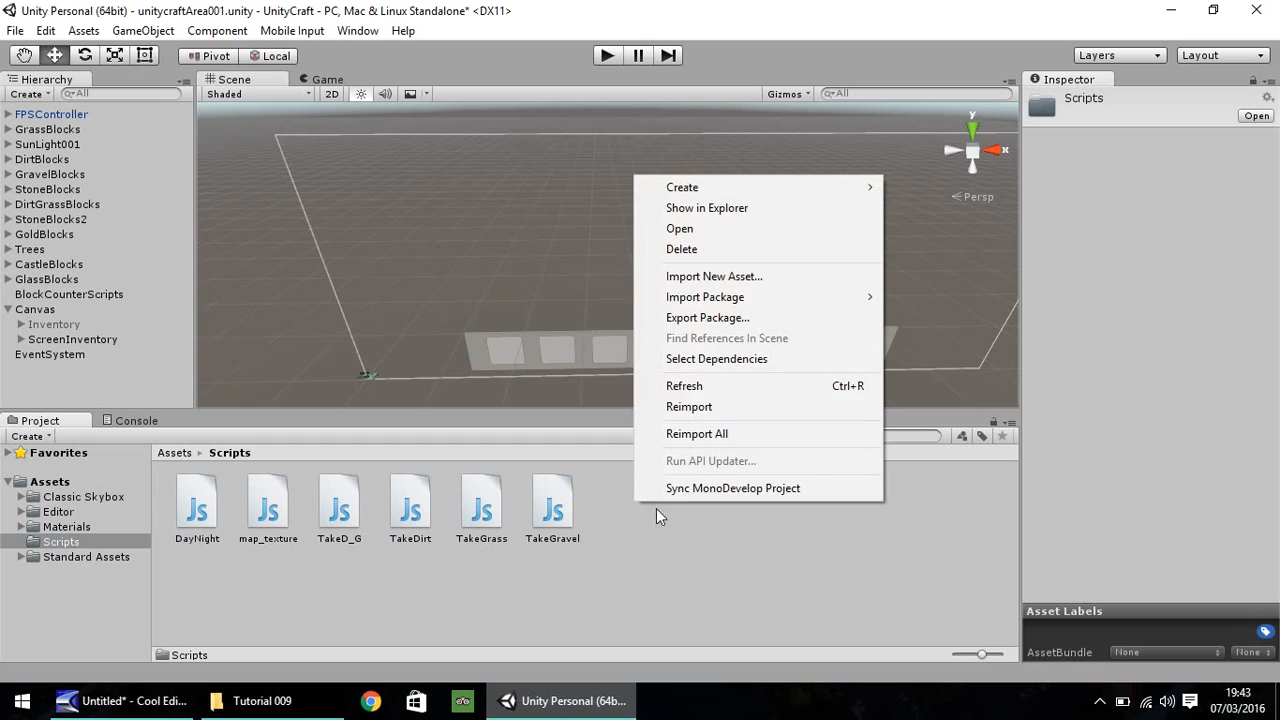 Unity Personal (64bit) - unitycraftArea001.unity - UnityCraft - PC, Mac & Linux Standalone* <DX11>
File Edit Assets GameObject Component Mobile Input Window Help
Pivot Local Layers Layout
Hierarchy Scene Game Inspector
Create All Shaded 2D Gizmos All Scripts
Open
FPSController
GrassBlocks
SunLight001
DirtBlocks
GravelBlocks
StoneBlocks
DirtGrassBlocks
StoneBlocks2
GoldBlocks
Trees
CastleBlocks
GlassBlocks
BlockCounterScripts
Canvas
Inventory
ScreenInventory
EventSystem
y
x
Persp
Create
Show in Explorer
Open
Delete
Import New Asset...
Import Package
Export Package...
Find References In Scene
Select Dependencies
Refresh Ctrl+R
Reimport
Reimport All
Run API Updater...
Sync MonoDevelop Project
Project Console
Create
Favorites
Assets
Classic Skybox
Editor
Materials
Scripts
Standard Assets
Assets Scripts
Js Js Js Js Js Js
DayNight map_texture TakeD_G TakeDirt TakeGrass TakeGravel
Scripts
Asset Labels
AssetBundle None None
Untitled* - Cool Edi... Tutorial 009 Unity Personal (64b...
19:43
07/03/2016